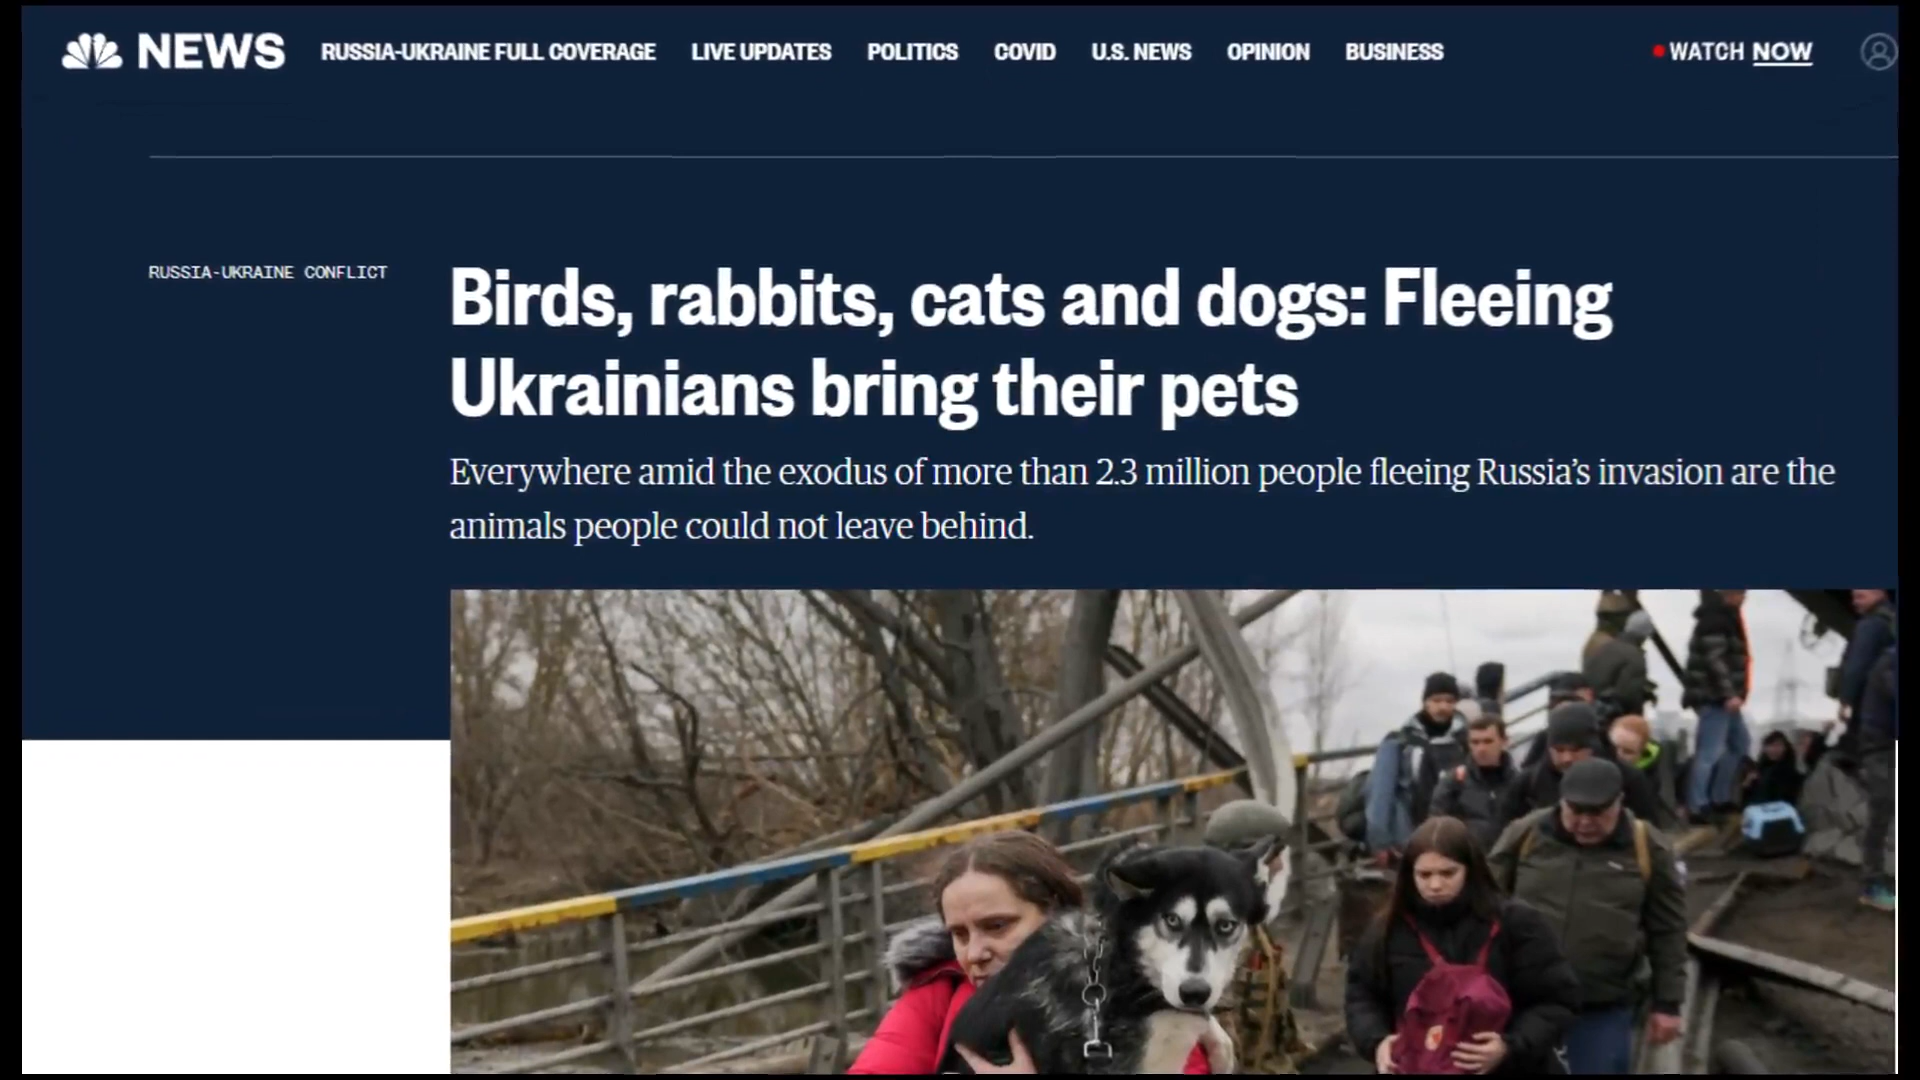 NEWS
RUSSIA-UKRAINE FULL COVERAGE
LIVE UPDATES
POLITICS
COVID
U.S. NEWS
OPINION
BUSINESS
WATCH NOW
RUSSIA-UKRAINE CONFLICT
Birds, rabbits, cats and dogs: Fleeing
Ukrainians bring their pets
Everywhere amid the exodus of more than 2.3 million people fleeing Russia’s invasion are the
animals people could not leave behind.